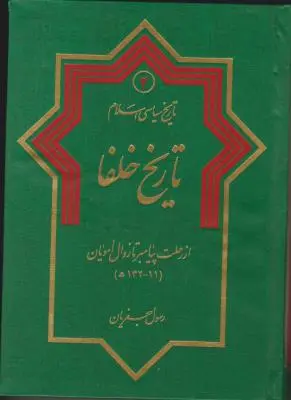 ۲
تاریخ سیاسی اسلام
تاریخ خلفا
از رحلت پیامبر تا زوال امویان
(۱۱-۱۳۲ ه)
رسول جعفریان